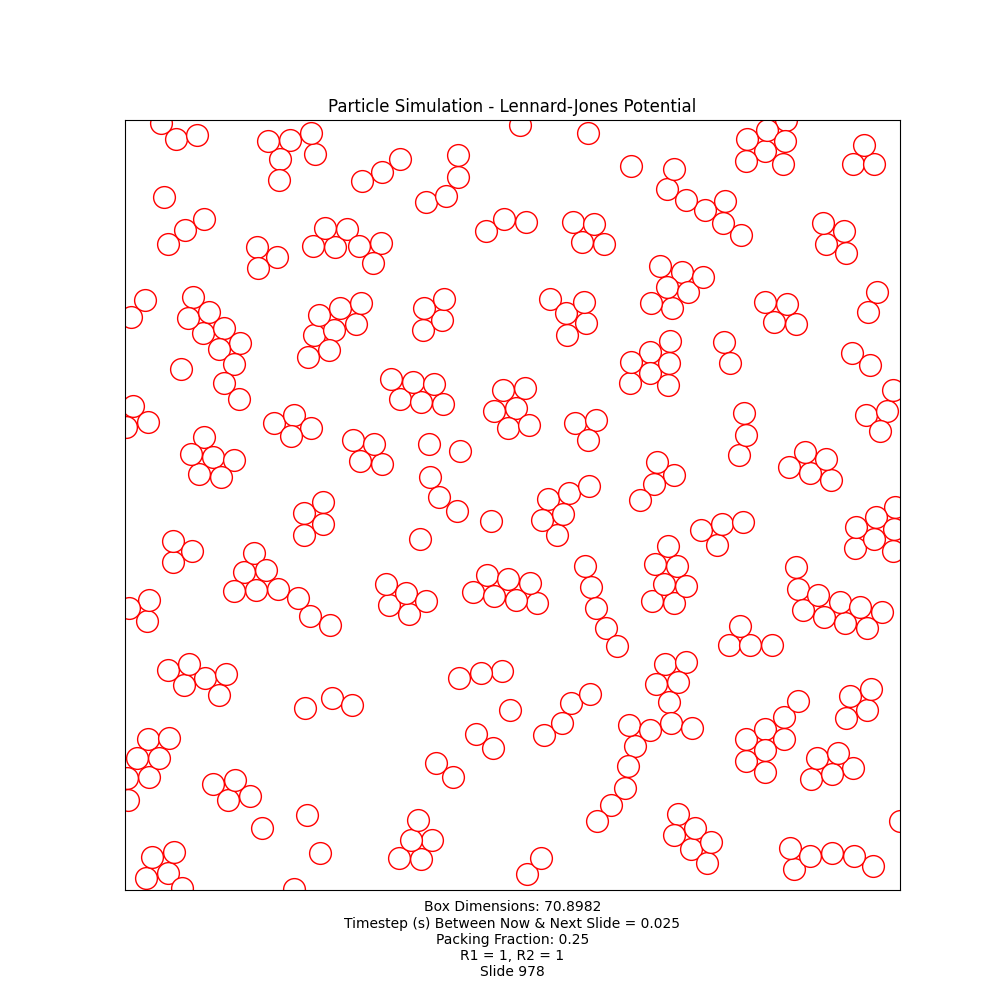 Particle Simulation - Lennard-Jones Potential
Box Dimensions: 70.8982
Timestep (s) Between Now & Next Slide = 0.025
Packing Fraction: 0.25
R1 = 1, R2 = 1
Slide 978